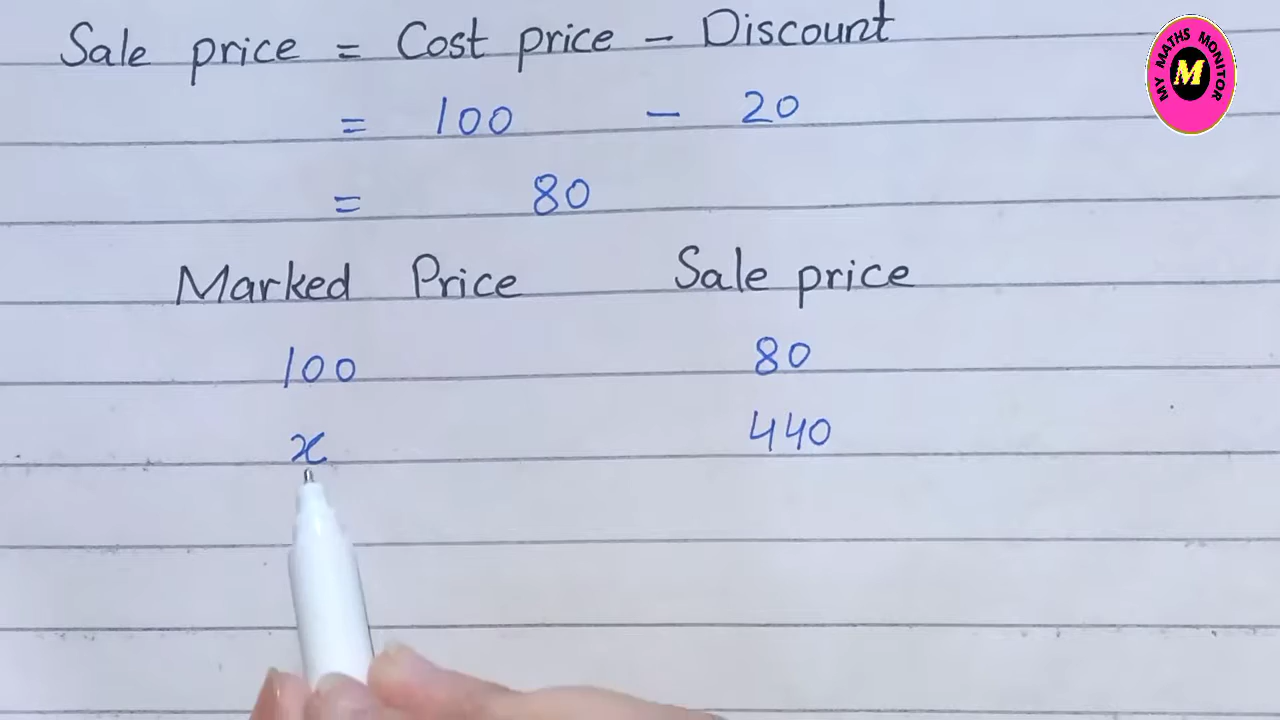 Sale price = Cost price - Discount
= 100 - 20
= 80
Marked Price Sale price
100 80
x 440
MY MATHS MONITOR
M